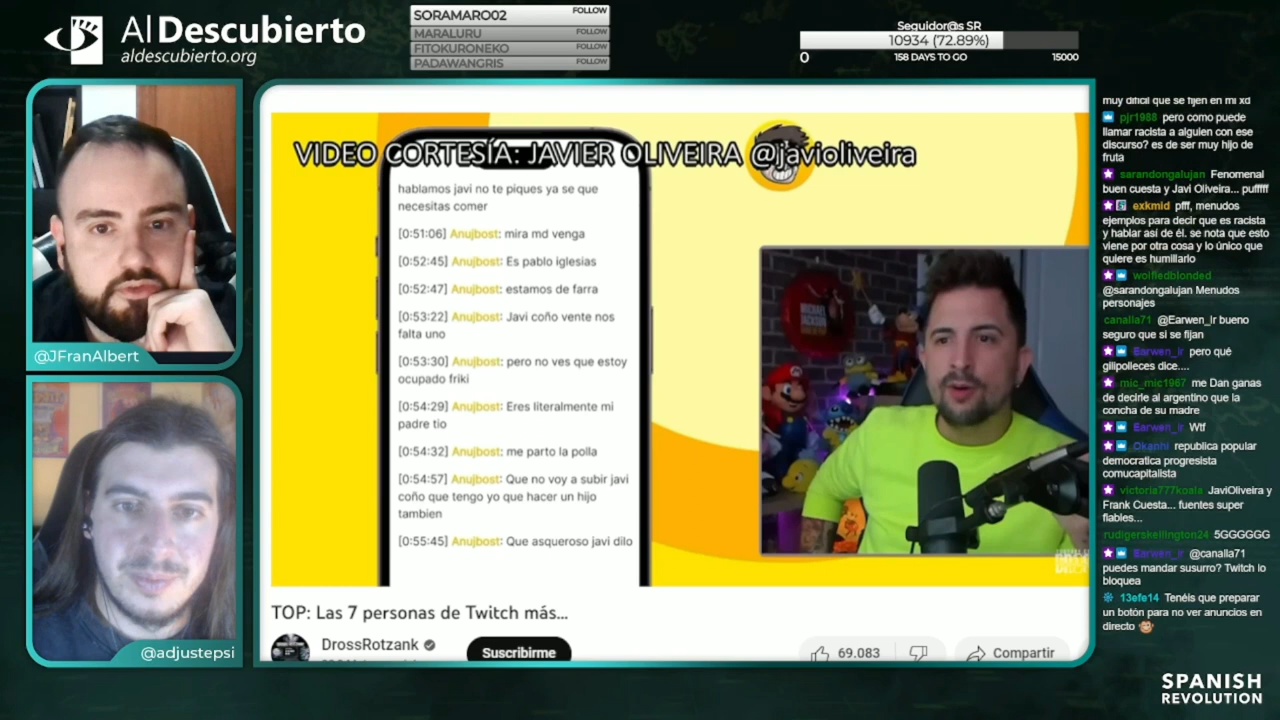 Al Descubierto
aldescubierto.org
SORAMARO02 FOLLOW
MARALURU FOLLOW
FITOKURONEKO FOLLOW
PADAWANGRIS FOLLOW
Seguidor@s SR
10934 (72.89%)
0 158 DAYS TO GO 15000
@JFranAlbert
@adjustepsi
VIDEO CORTESÍA: JAVIER OLIVEIRA @javioliveira
hablamos javi no te piques ya se que
necesitas comer
[0:51:06] Anujbost: mira md venga
[0:52:45] Anujbost: Es pablo iglesias
[0:52:47] Anujbost: estamos de farra
[0:53:22] Anujbost: Javi coño vente nos
falta uno
[0:53:30] Anujbost: pero no ves que estoy
ocupado friki
[0:54:29] Anujbost: Eres literalmente mi
padre tio
[0:54:32] Anujbost: me parto la polla
[0:54:57] Anujbost: Que no voy a subir javi
coño que tengo yo que hacer un hijo
tambien
[0:55:45] Anujbost: Que asqueroso javi dilo
TOP: Las 7 personas de Twitch más...
DrossRotzank
Suscribirme
69.083
Compartir
muy difícil que se fijen en mi xd
pjr1988 pero como puede
llamar racista a alguien con ese
discurso? es de ser muy hijo de
fruta
sarandongalujan Fenomenal
buen cuesta y Javi Oliveira... puffffff
exkmid pfff, menudos
ejemplos para decir que es racista
y hablar así de él. se nota que esto
viene por otra cosa y lo único que
quiere es humillarlo
wolfiedblonded
@sarandongalujan Menudos
personajes
canalla71 @Earwen_Ir bueno
seguro que si se fijan
Earwen_Ir pero qué
gilipolleces dice....
mic_mic1967 me Dan ganas
de decirle al argentino que la
concha de su madre
Earwen_Ir Wtf
Okanhi republica popular
democratica progresista
comucapitalista
victoria777koala JaviOliveira y
Frank Cuesta... fuentes super
fiables...
rudigerskellington24 5GGGGGG
Earwen_Ir @canalla71
puedes mandar susurro? Twitch lo
bloquea
13efe14 Tenéis que preparar
un botón para no ver anuncios en
directo
SPANISH
REVOLUTION